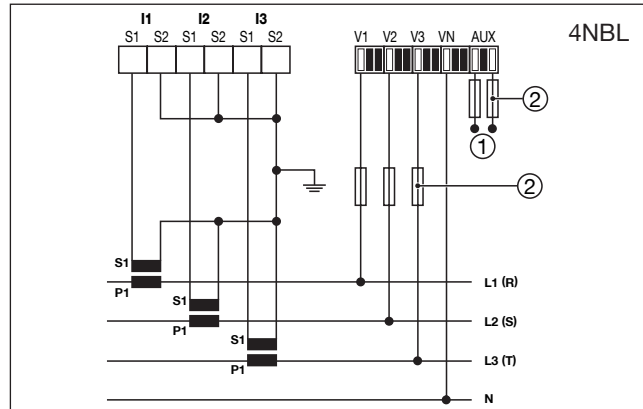 I1 I2 I3
S1 S2 S1 S2 S1 S2
V1 V2 V3 VN AUX
4NBL
2
1
2
S1
P1
L1 (R)
S1
P1
L2 (S)
S1
P1
L3 (T)
N